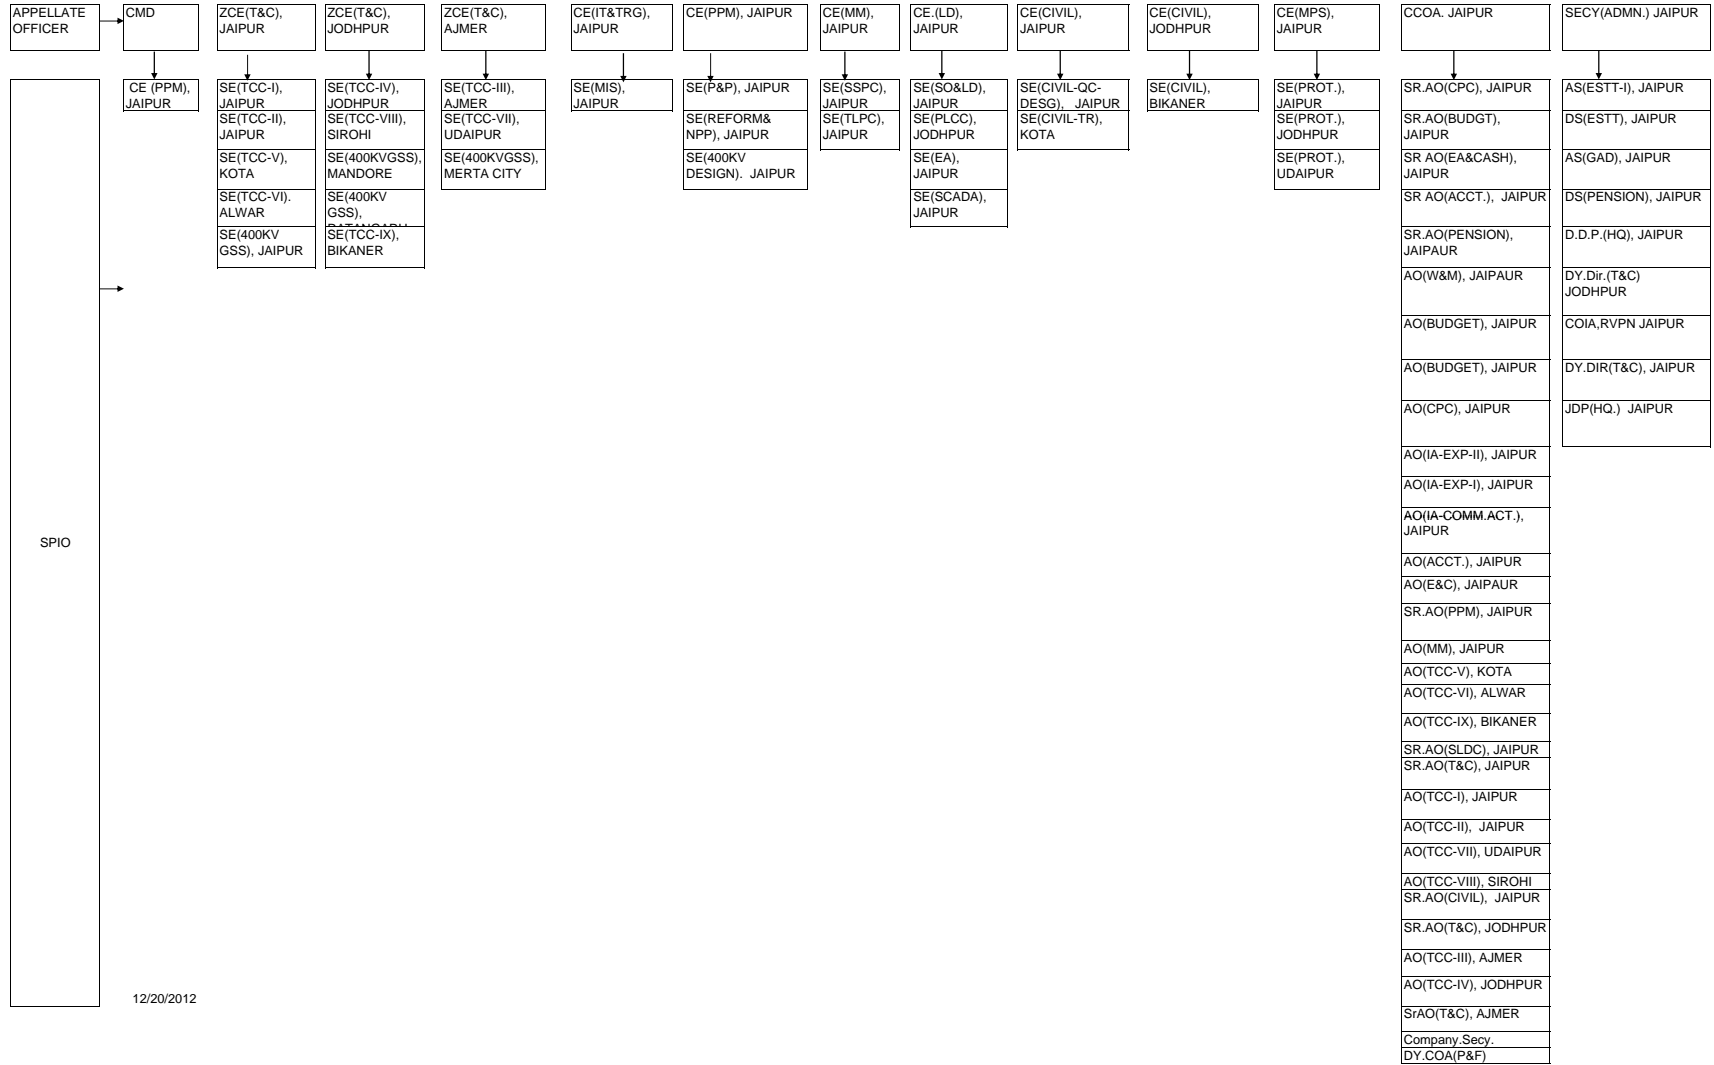 APPELLATE
OFFICER
CMD
ZCE(T&C),
JAIPUR
ZCE(T&C),
JODHPUR
ZCE(T&C),
AJMER
CE(IT&TRG),
JAIPUR
CE(PPM), JAIPUR
CE(MM),
JAIPUR
CE.(LD),
JAIPUR
CE(CIVIL),
JAIPUR
CE(CIVIL),
JODHPUR
CE(MPS),
JAIPUR
CCOA. JAIPUR
SECY(ADMN.) JAIPUR
SPIO
CE (PPM),
JAIPUR
SE(TCC-I),
JAIPUR
SE(TCC-II),
JAIPUR
SE(TCC-V),
KOTA
SE(TCC-VI).
ALWAR
SE(400KV
GSS), JAIPUR
SE(TCC-IV),
JODHPUR
SE(TCC-VIII),
SIROHI
SE(400KVGSS),
MANDORE
SE(400KV
GSS),
SE(TCC-IX),
BIKANER
SE(TCC-III),
AJMER
SE(TCC-VII),
UDAIPUR
SE(400KVGSS),
MERTA CITY
SE(MIS),
JAIPUR
SE(P&P), JAIPUR
SE(REFORM&
NPP), JAIPUR
SE(400KV
DESIGN). JAIPUR
SE(SSPC),
JAIPUR
SE(TLPC),
JAIPUR
SE(SO&LD),
JAIPUR
SE(PLCC),
JODHPUR
SE(EA),
JAIPUR
SE(SCADA),
JAIPUR
SE(CIVIL-QC-
DESG), JAIPUR
SE(CIVIL-TR),
KOTA
SE(CIVIL),
BIKANER
SE(PROT.),
JAIPUR
SE(PROT.),
JODHPUR
SE(PROT.),
UDAIPUR
SR.AO(CPC), JAIPUR
SR.AO(BUDGT),
JAIPUR
SR AO(EA&CASH),
JAIPUR
SR AO(ACCT.), JAIPUR
SR.AO(PENSION),
JAIPAUR
AO(W&M), JAIPAUR
AO(BUDGET), JAIPUR
AO(BUDGET), JAIPUR
AO(CPC), JAIPUR
AO(IA-EXP-II), JAIPUR
AO(IA-EXP-I), JAIPUR
AO(IA-COMM.ACT.),
JAIPUR
AO(ACCT.), JAIPUR
AO(E&C), JAIPAUR
SR.AO(PPM), JAIPUR
AO(MM), JAIPUR
AO(TCC-V), KOTA
AO(TCC-VI), ALWAR
AO(TCC-IX), BIKANER
SR.AO(SLDC), JAIPUR
SR.AO(T&C), JAIPUR
AO(TCC-I), JAIPUR
AO(TCC-II), JAIPUR
AO(TCC-VII), UDAIPUR
AO(TCC-VIII), SIROHI
SR.AO(CIVIL), JAIPUR
SR.AO(T&C), JODHPUR
AO(TCC-III), AJMER
AO(TCC-IV), JODHPUR
SrAO(T&C), AJMER
Company.Secy.
DY.COA(P&F)
AS(ESTT-I), JAIPUR
DS(ESTT), JAIPUR
AS(GAD), JAIPUR
DS(PENSION), JAIPUR
D.D.P.(HQ), JAIPUR
DY.Dir.(T&C)
JODHPUR
COIA,RVPN JAIPUR
DY.DIR(T&C), JAIPUR
JDP(HQ.) JAIPUR
12/20/2012